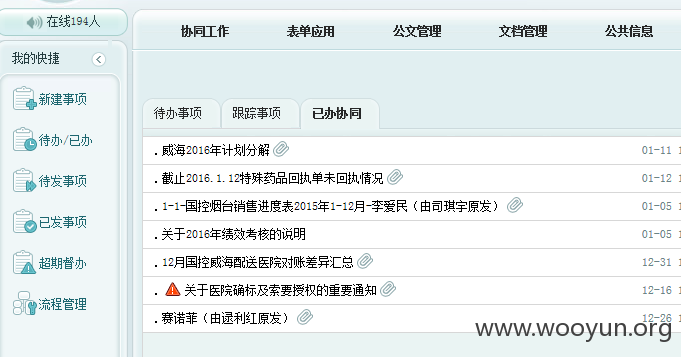 在线194人
协同工作 表单应用 公文管理 文档管理 公共信息
我的快捷
新建事项
待办/已办
待发事项
已发事项
超期督办
流程管理
待办事项 跟踪事项 已办协同
. 威海2016年计划分解 01-11 1
. 截止2016.1.12特殊药品回执单未回执情况 01-12 1
. 1-1-国控烟台销售进度表2015年1-12月-李爱民（由司琪宇原发） 01-05 1
. 关于2016年绩效考核的说明 01-05 1
. 12月国控威海配送医院对账差异汇总 12-31
. 关于医院确标及索要授权的重要通知 12-16
. 赛诺菲（由逯利红原发） 12-26
www.wooyun.org